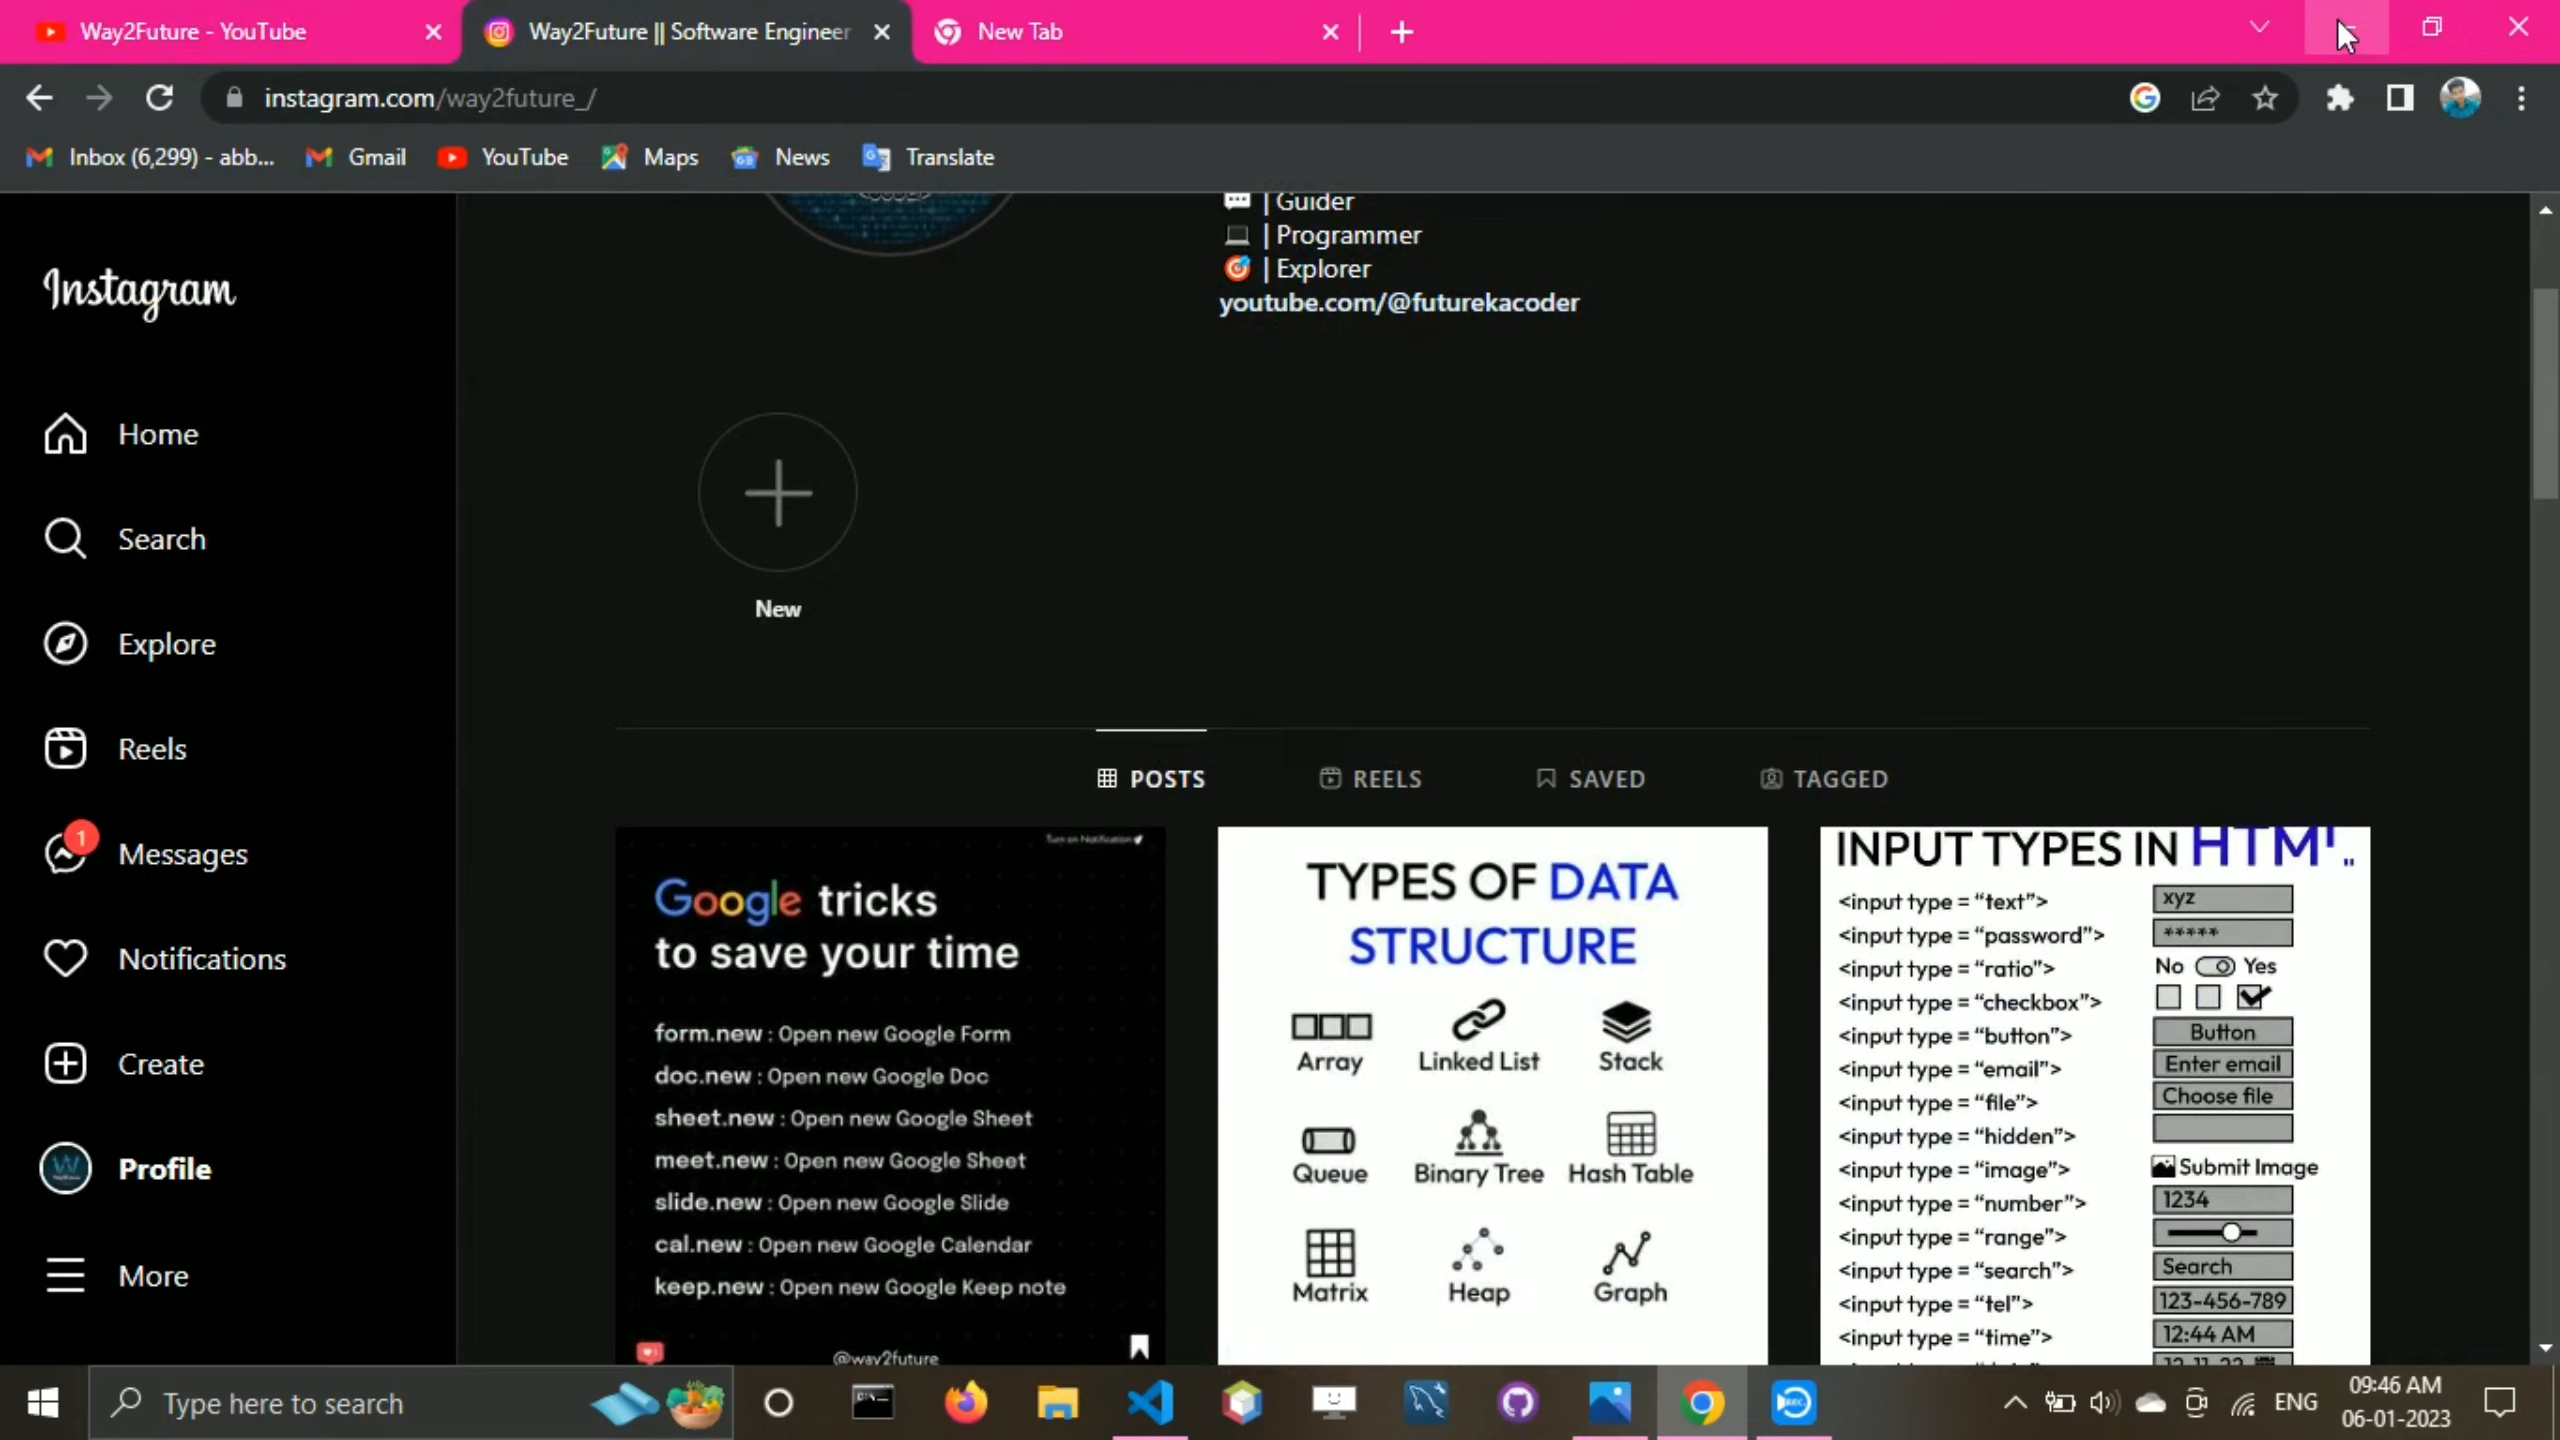 Way2Future - YouTube
Way2Future || Software Engineer
New Tab
instagram.com/way2future_/
Inbox (6,299) - abb...
Gmail
YouTube
Maps
News
Translate
| Guider
| Programmer
| Explorer
youtube.com/@futurekacoder
Instagram
Home
Search
Explore
Reels
1
Messages
Notifications
Create
Profile
More
New
POSTS
REELS
SAVED
TAGGED
Turn on Notification
Google tricks
to save your time
form.new : Open new Google Form
doc.new : Open new Google Doc
sheet.new : Open new Google Sheet
meet.new : Open new Google Sheet
slide.new : Open new Google Slide
cal.new : Open new Google Calendar
keep.new : Open new Google Keep note
@way2future
TYPES OF DATA
STRUCTURE
Array
Linked List
Stack
Queue
Binary Tree
Hash Table
Matrix
Heap
Graph
INPUT TYPES IN
<input type = “text”> xyz
<input type = “password”> *****
<input type = “ratio”> No Yes
<input type = “checkbox”>
<input type = “button”> Button
<input type = “email”> Enter email
<input type = “file”> Choose file
<input type = “hidden”>
<input type = “image”> Submit Image
<input type = “number”> 1234
<input type = “range”>
<input type = “search”> Search
<input type = “tel”> 123-456-789
<input type = “time”> 12:44 AM
Type here to search
ENG
09:46 AM
06-01-2023